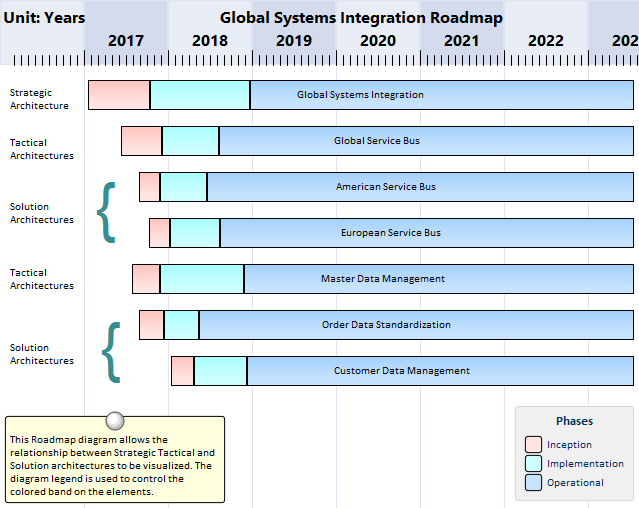 Unit: Years
Global Systems Integration Roadmap
2017 2018 2019 2020 2021 2022 202
Strategic
Architecture
Global Systems Integration
Tactical
Architectures
Global Service Bus
Solution
Architectures
{
American Service Bus
European Service Bus
Tactical
Architectures
Master Data Management
Solution
Architectures
{
Order Data Standardization
Customer Data Management
This Roadmap diagram allows the
relationship between Strategic Tactical and
Solution architectures to be visualized. The
diagram legend is used to control the
colored band on the elements.
Phases
Inception
Implementation
Operational